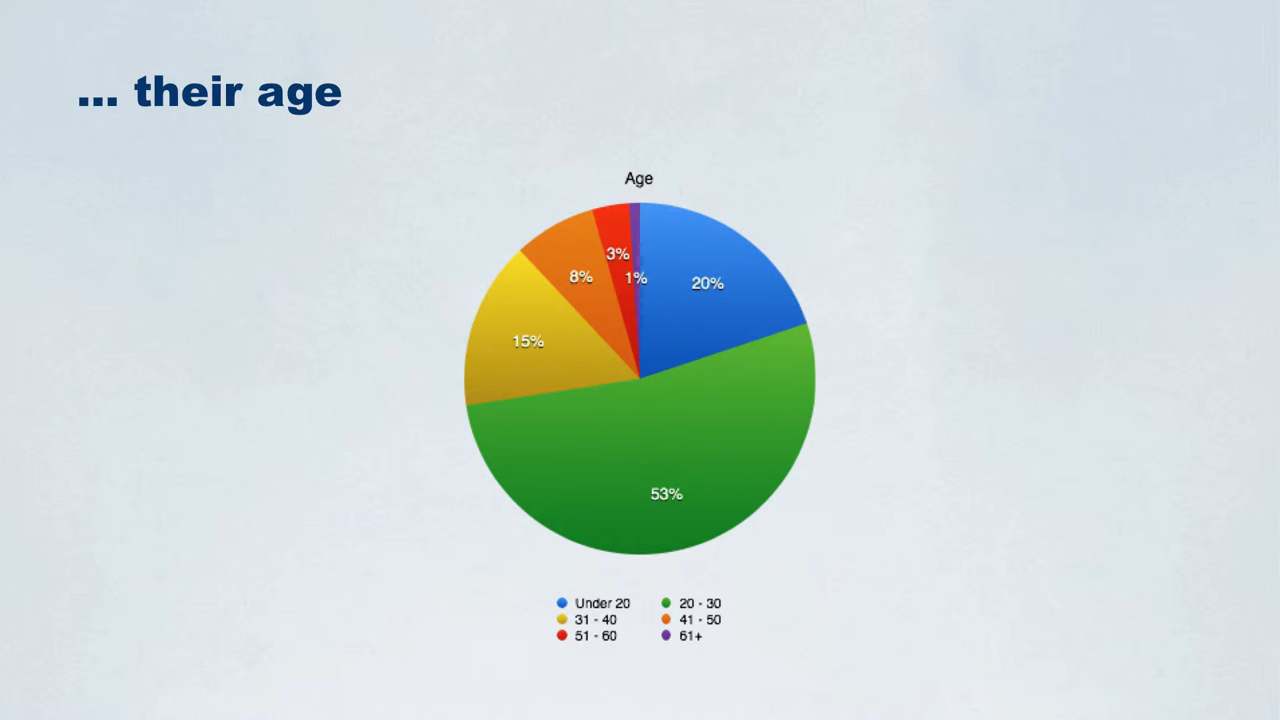 ... their age
Age
3%
8%
1%
20%
15%
53%
Under 20
20 - 30
31 - 40
41 - 50
51 - 60
61+